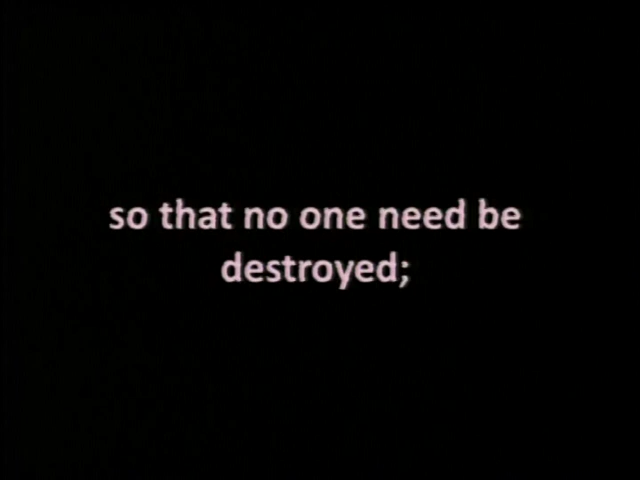 so that no one need be
destroyed;